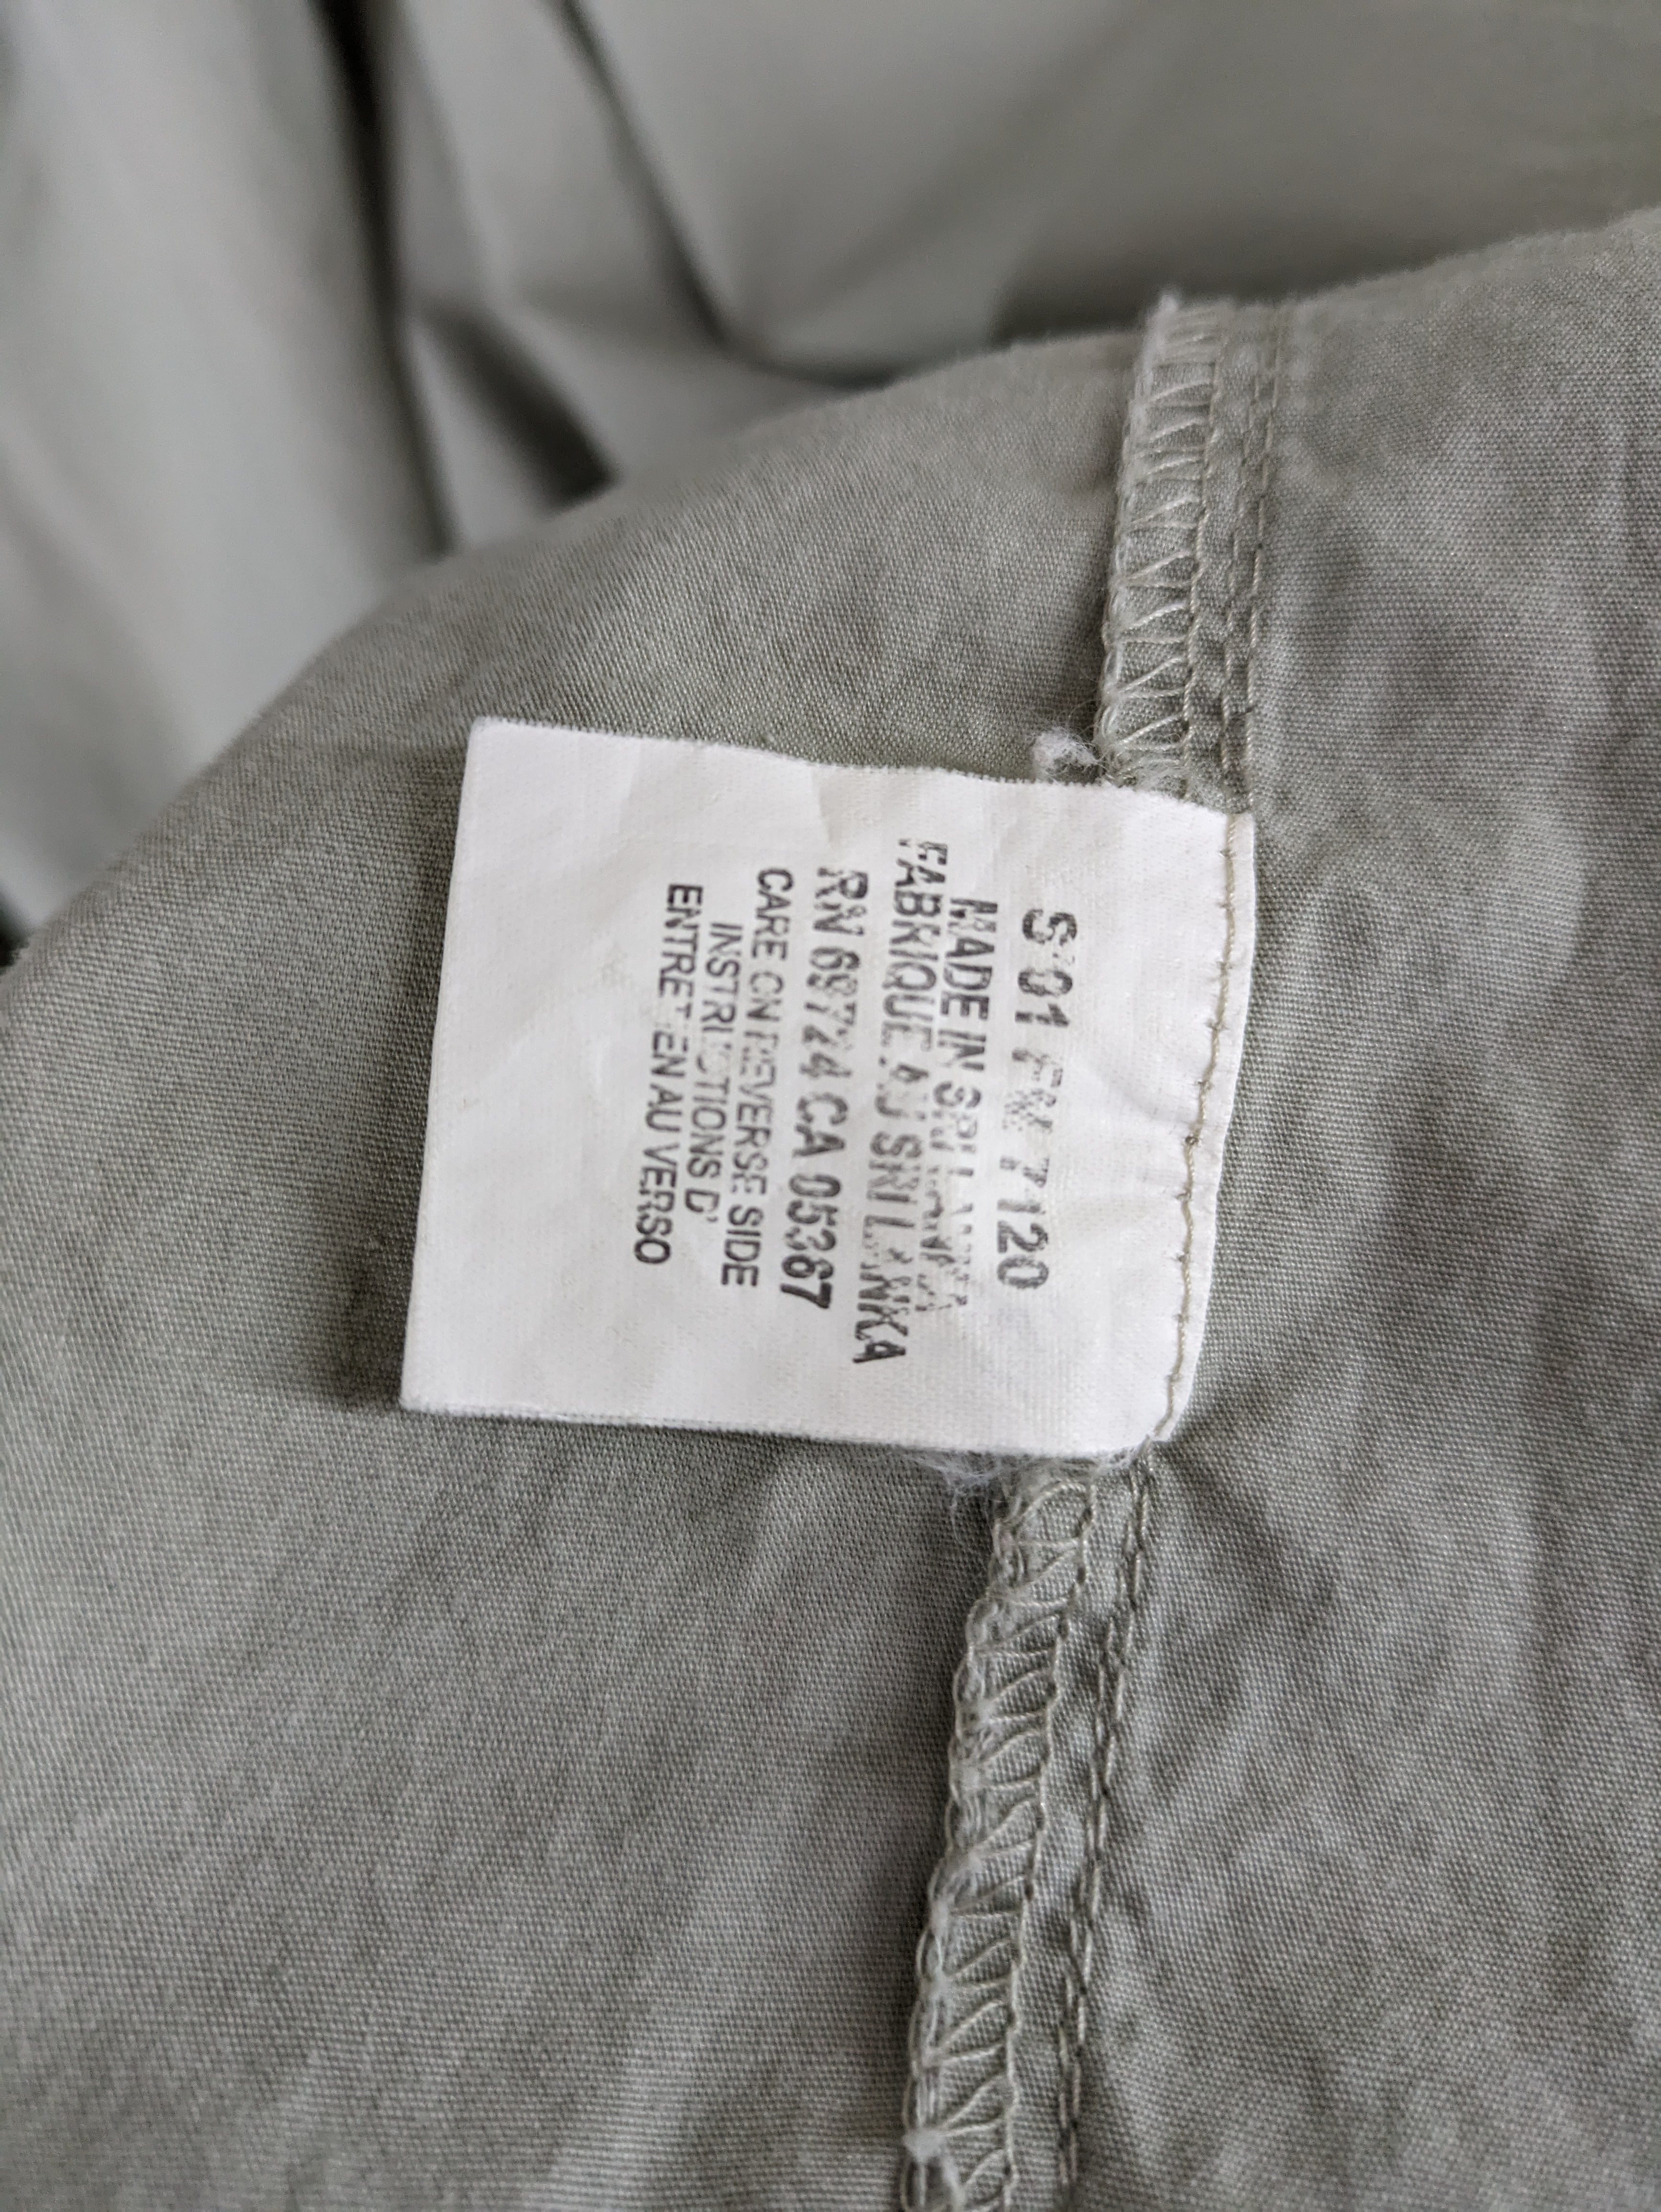 S'01 FM 7120
MADE IN SRI LANKA
FABRIQUE AU SRI LANKA
RN 69724 CA 05367
CARE ON REVERSE SIDE
INSTRUCTIONS D'
ENTRETIEN AU VERSO